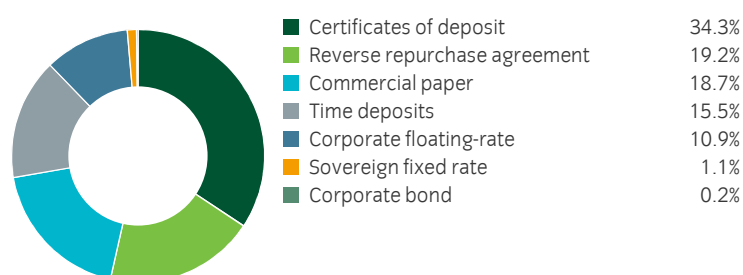 Certificates of deposit 34.3%
Reverse repurchase agreement 19.2%
Commercial paper 18.7%
Time deposits 15.5%
Corporate floating-rate 10.9%
Sovereign fixed rate 1.1%
Corporate bond 0.2%